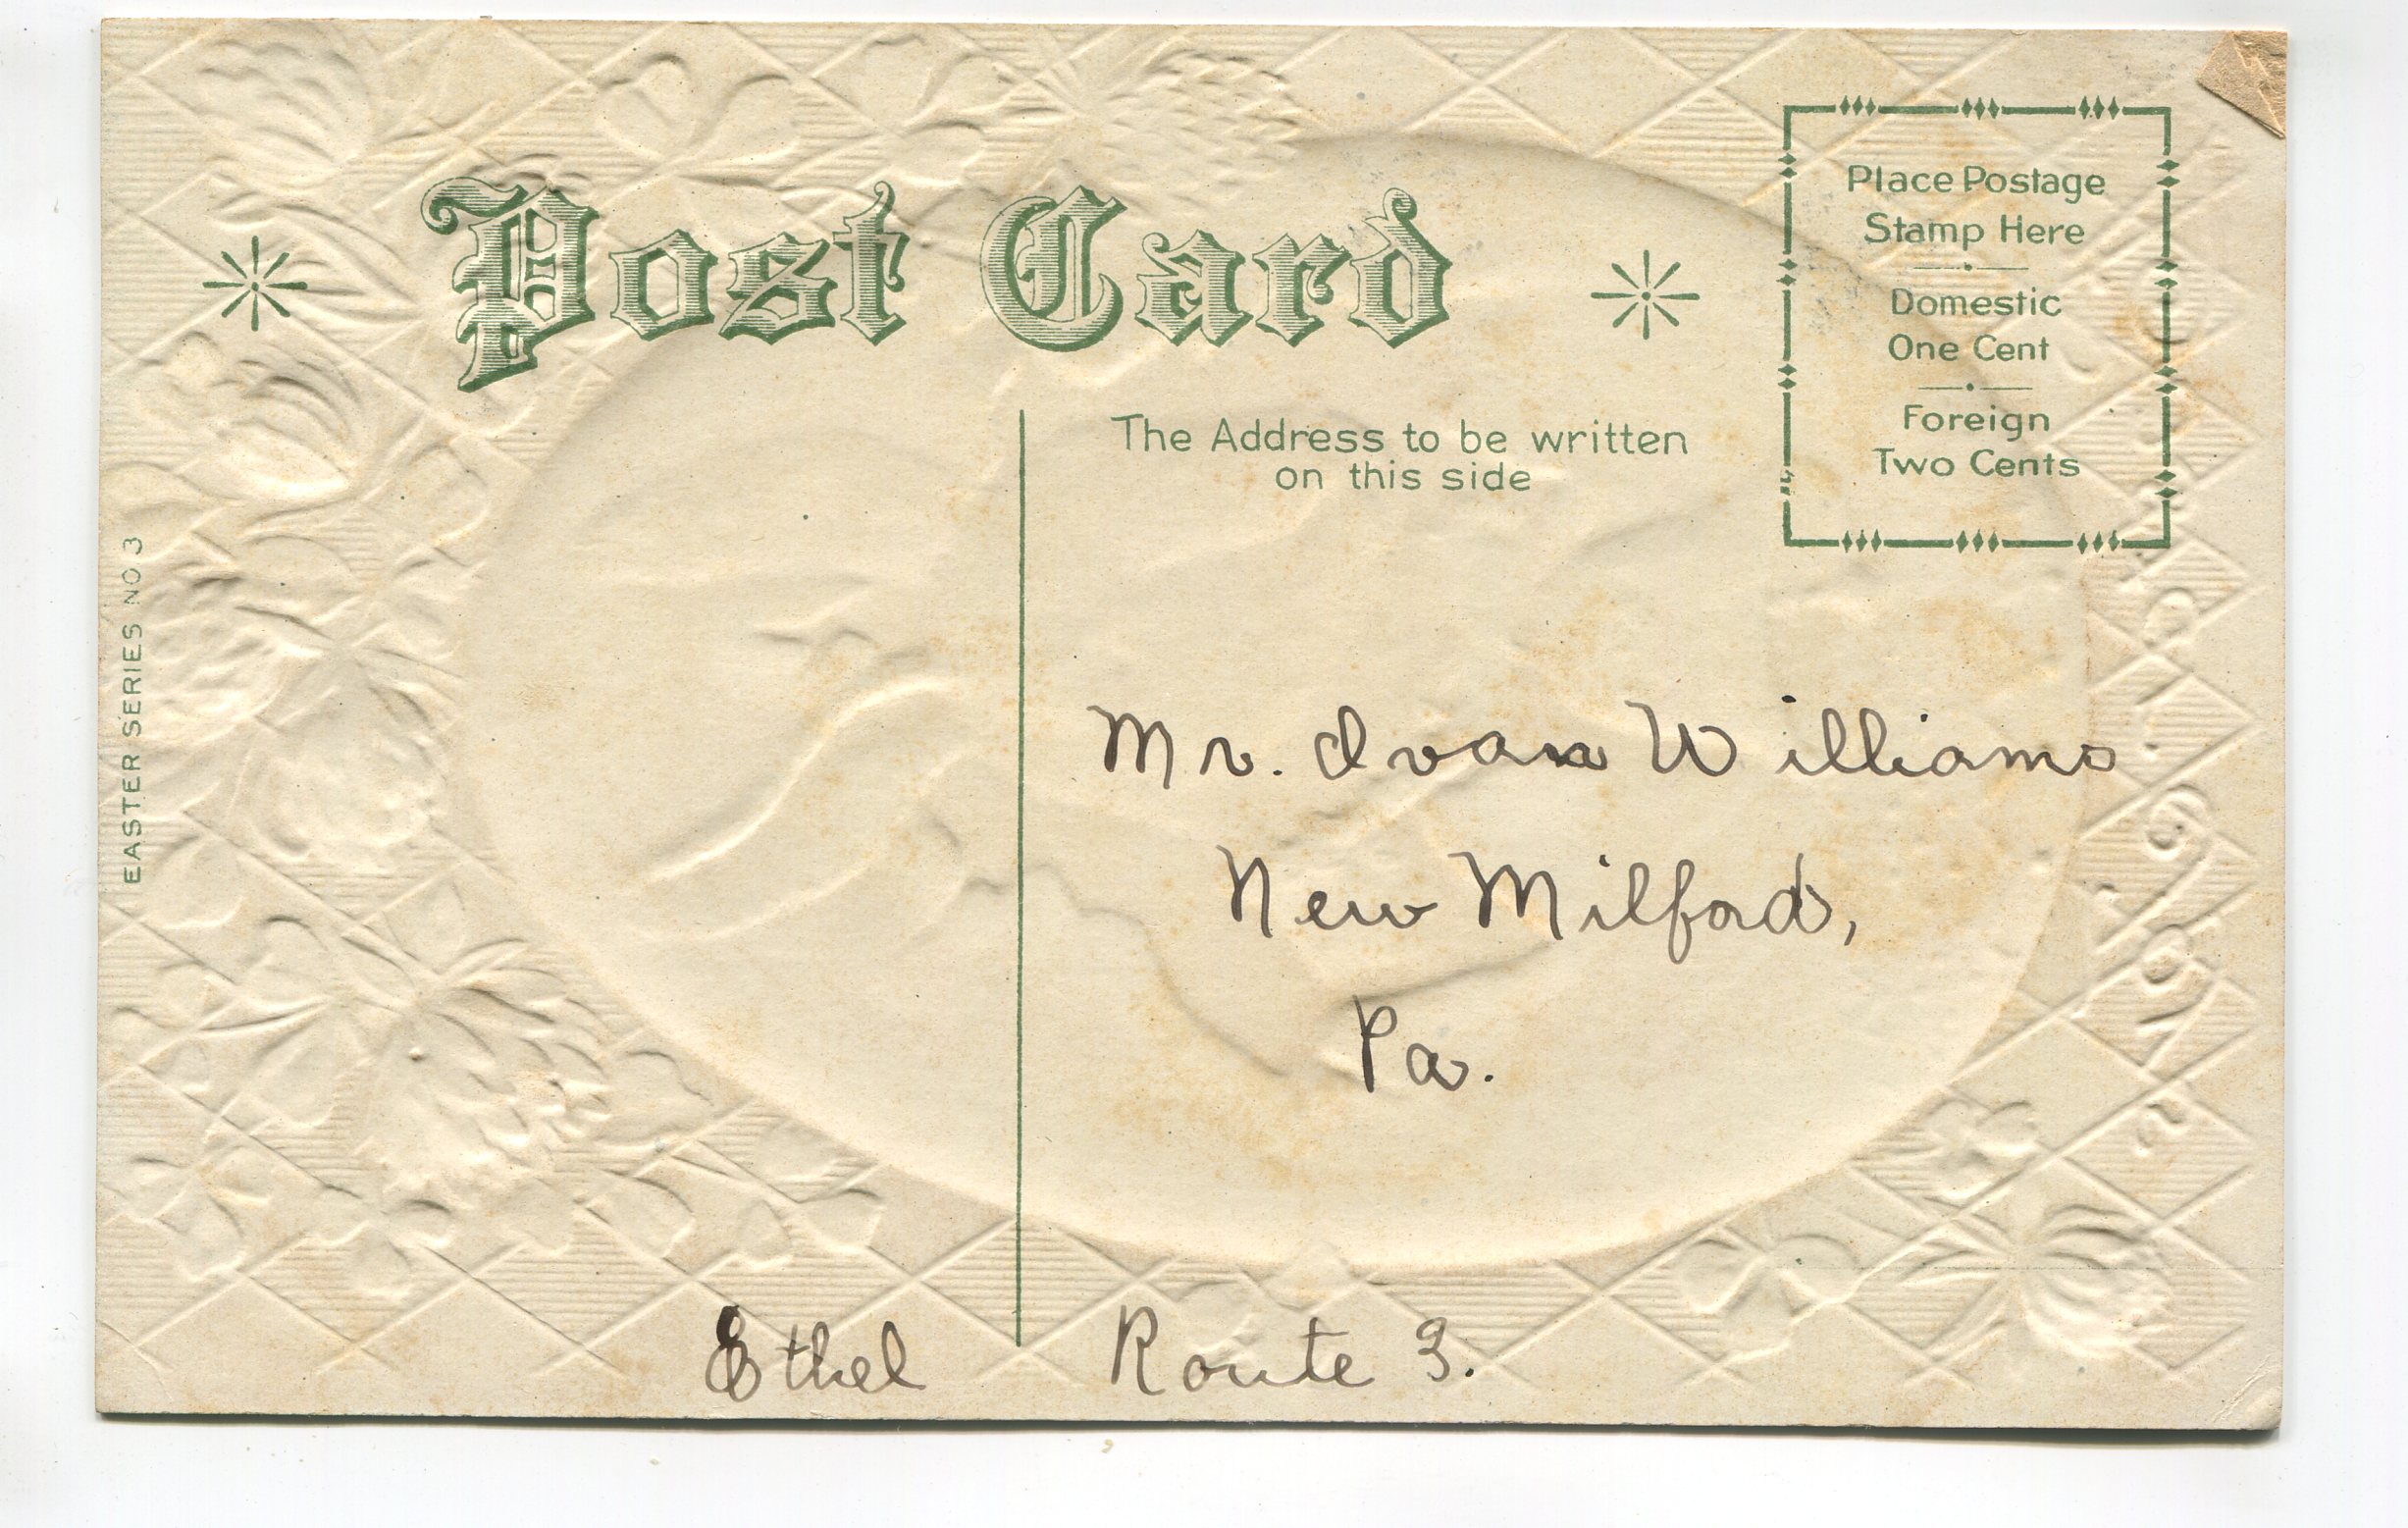 Post Card
Place Postage
Stamp Here
Domestic
One Cent
Foreign
Two Cents
The Address to be written
on this side
EASTER SERIES NO 3
Mr. Ivan Williams
New Milford,
Pa.
Ethel
Route 3.